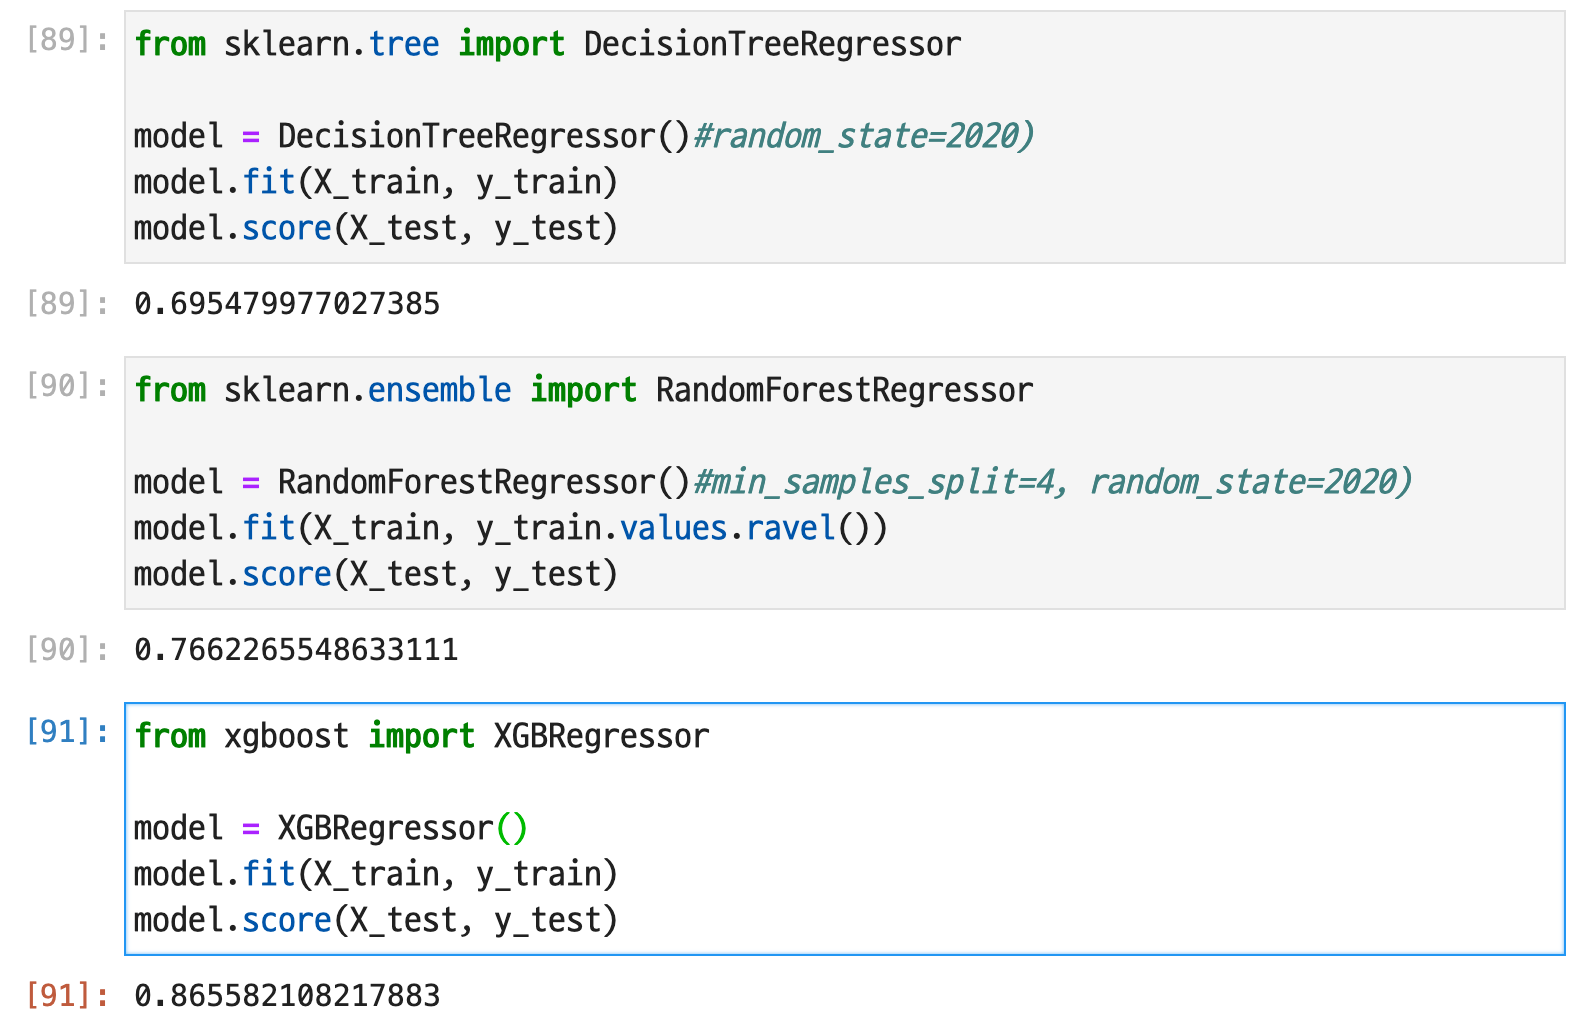 [89]: from sklearn.tree import DecisionTreeRegressor
model = DecisionTreeRegressor()#random_state=2020)
model.fit(X_train, y_train)
model.score(X_test, y_test)
[89]: 0.695479977027385
[90]: from sklearn.ensemble import RandomForestRegressor
model = RandomForestRegressor()#min_samples_split=4, random_state=2020)
model.fit(X_train, y_train.values.ravel())
model.score(X_test, y_test)
[90]: 0.7662265548633111
[91]: from xgboost import XGBRegressor
model = XGBRegressor()
model.fit(X_train, y_train)
model.score(X_test, y_test)
[91]: 0.865582108217883